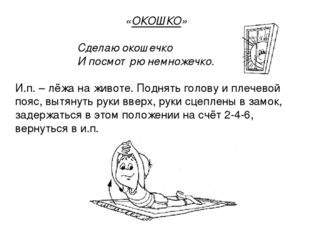 «ОКОШКО»
Сделаю окошечко
И посмотрю немножечко.
И.п. – лёжа на животе. Поднять голову и плечевой
пояс, вытянуть руки вверх, руки сцеплены в замок,
задержаться в этом положении на счёт 2-4-6,
вернуться в и.п.